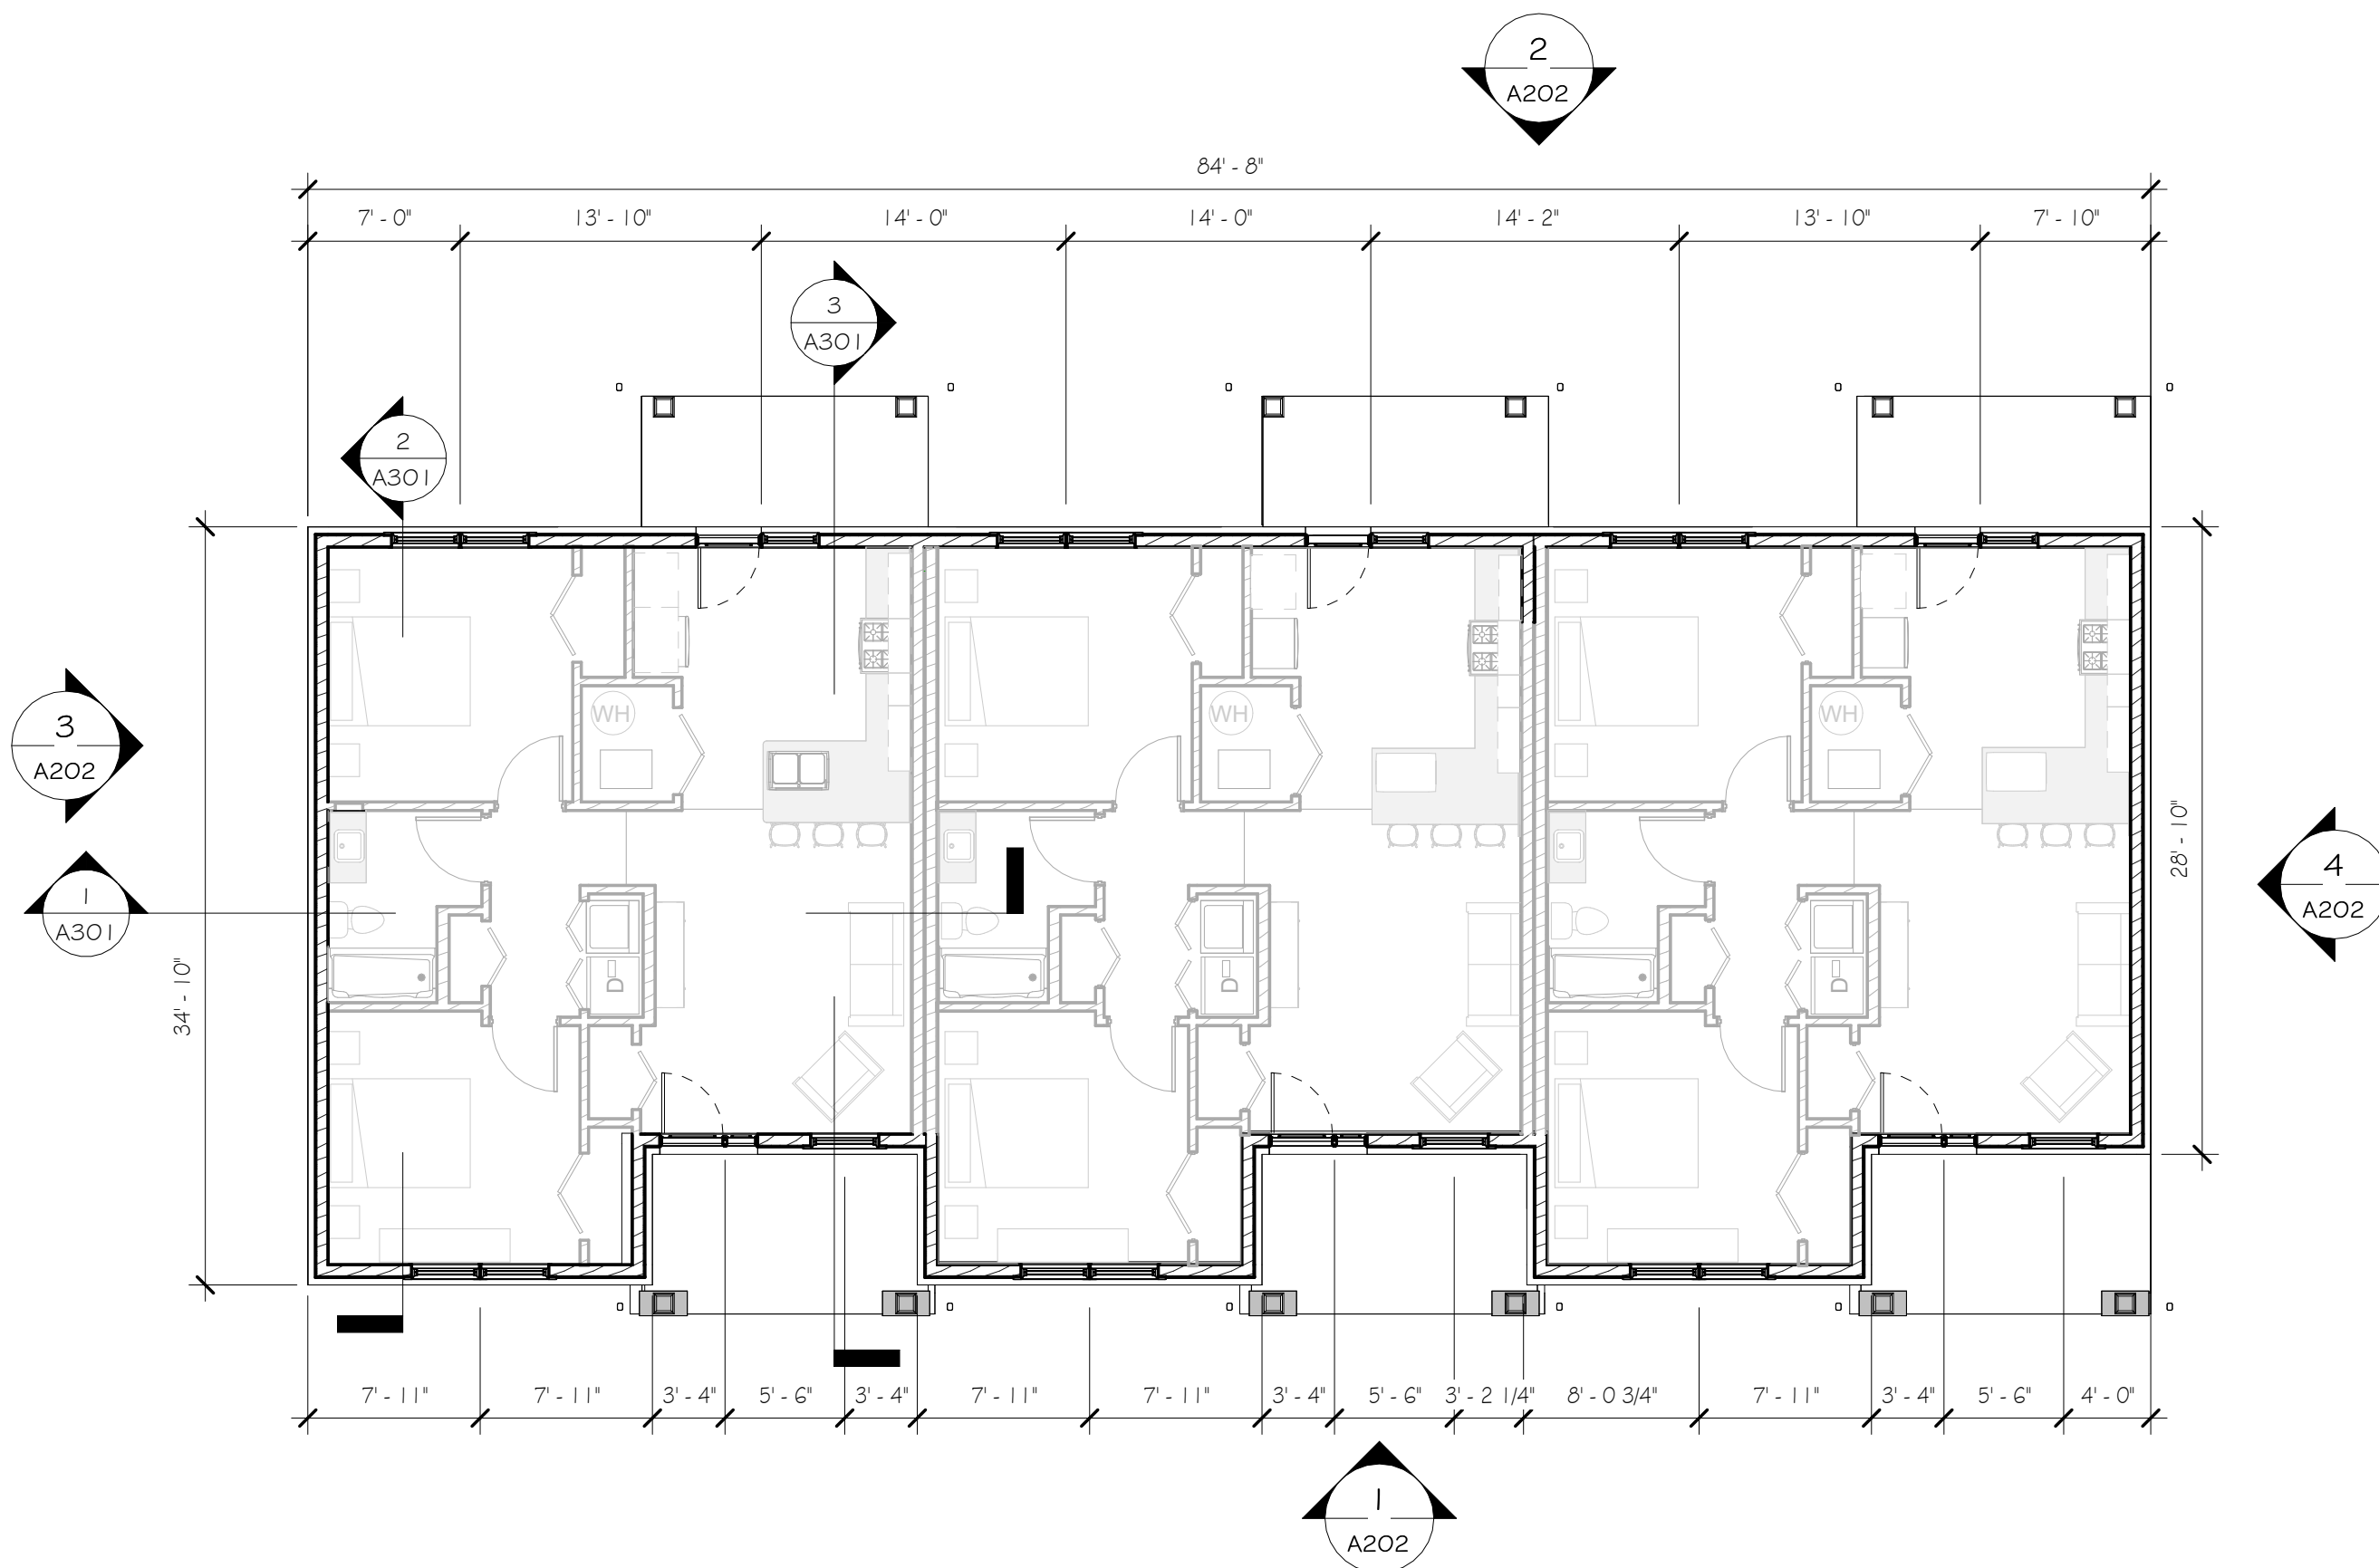 2
A202
84' - 8"
7' - 0"
13' - 10"
14' - 0"
14' - 0"
14' - 2"
13' - 10"
7' - 10"
3
A301
2
A301
WH
WH
WH
3
A202
1
A301
4
A202
28' - 10"
34' - 10"
D
D
D
7' - 11"
7' - 11"
3' - 4"
5' - 6"
3' - 4"
7' - 11"
7' - 11"
3' - 4"
5' - 6"
3' - 2 1/4"
8' - 0 3/4"
7' - 11"
3' - 4"
5' - 6"
4' - 0"
1
A202